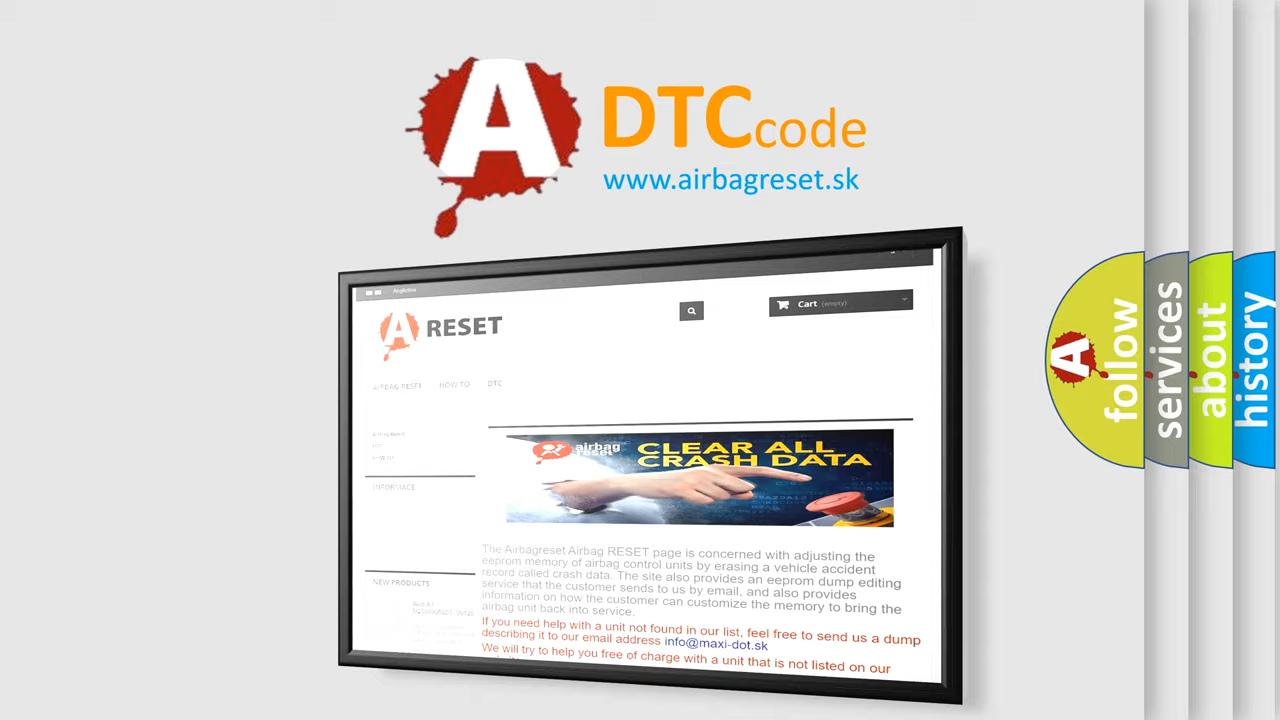 A DTC code
www.airbagreset.sk
Angličtina
A RESET
Cart (empty)
AIRBAG RESET HOW TO DTC
airbag
reset
CLEAR ALL
CRASH DATA
INFORMACE
The Airbagreset Airbag RESET page is concerned with adjusting the
eeprom memory of airbag control units by erasing a vehicle accident
record called crash data. The site also provides an eeprom dump editing
service that the customer sends to us by email, and also provides
information on how the customer can customize the memory to bring the
airbag unit back into service.
NEW PRODUCTS
If you need help with a unit not found in our list, feel free to send us a dump
describing it to our email address info@maxi-dot.sk
We will try to help you free of charge with a unit that is not listed on our
A follow
services
about
history